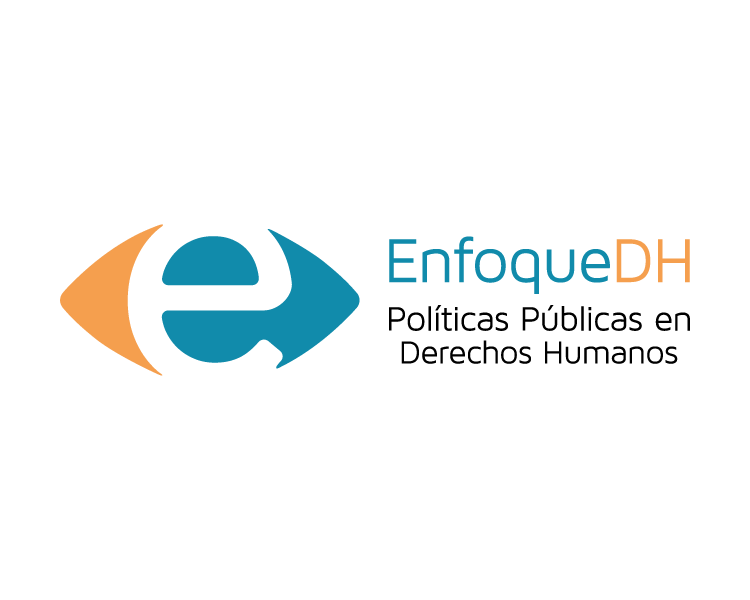 e
EnfoqueDH
Políticas Públicas en
Derechos Humanos